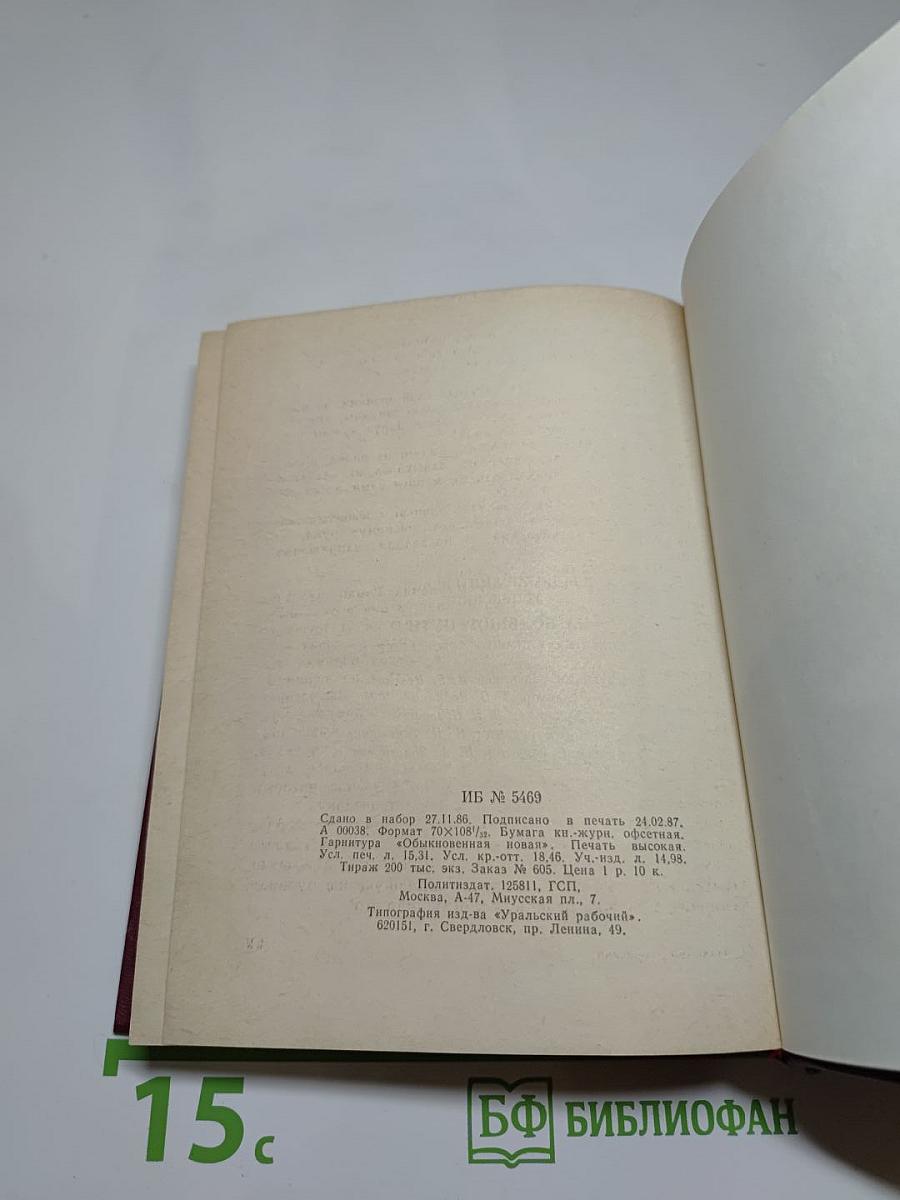 ИБ № 5469
Сдано в набор 27.11.86. Подписано в печать 24.02.87.
А 00038. Формат 70×108¹/₃₂. Бумага кн.-журн. офсетная.
Гарнитура «Обыкновенная новая». Печать высокая.
Усл. печ. л. 15,31. Усл. кр.-отт. 18,46. Уч.-изд. л. 14,98.
Тираж 200 тыс. экз. Заказ № 605. Цена 1 р. 10 к.
Политиздат. 125811, ГСП,
Москва, А-47, Миусская пл., 7.
Типография изд-ва «Уральский рабочий».
620151, г. Свердловск, пр. Ленина, 49.
15 с
БФ БИБЛИОФАН